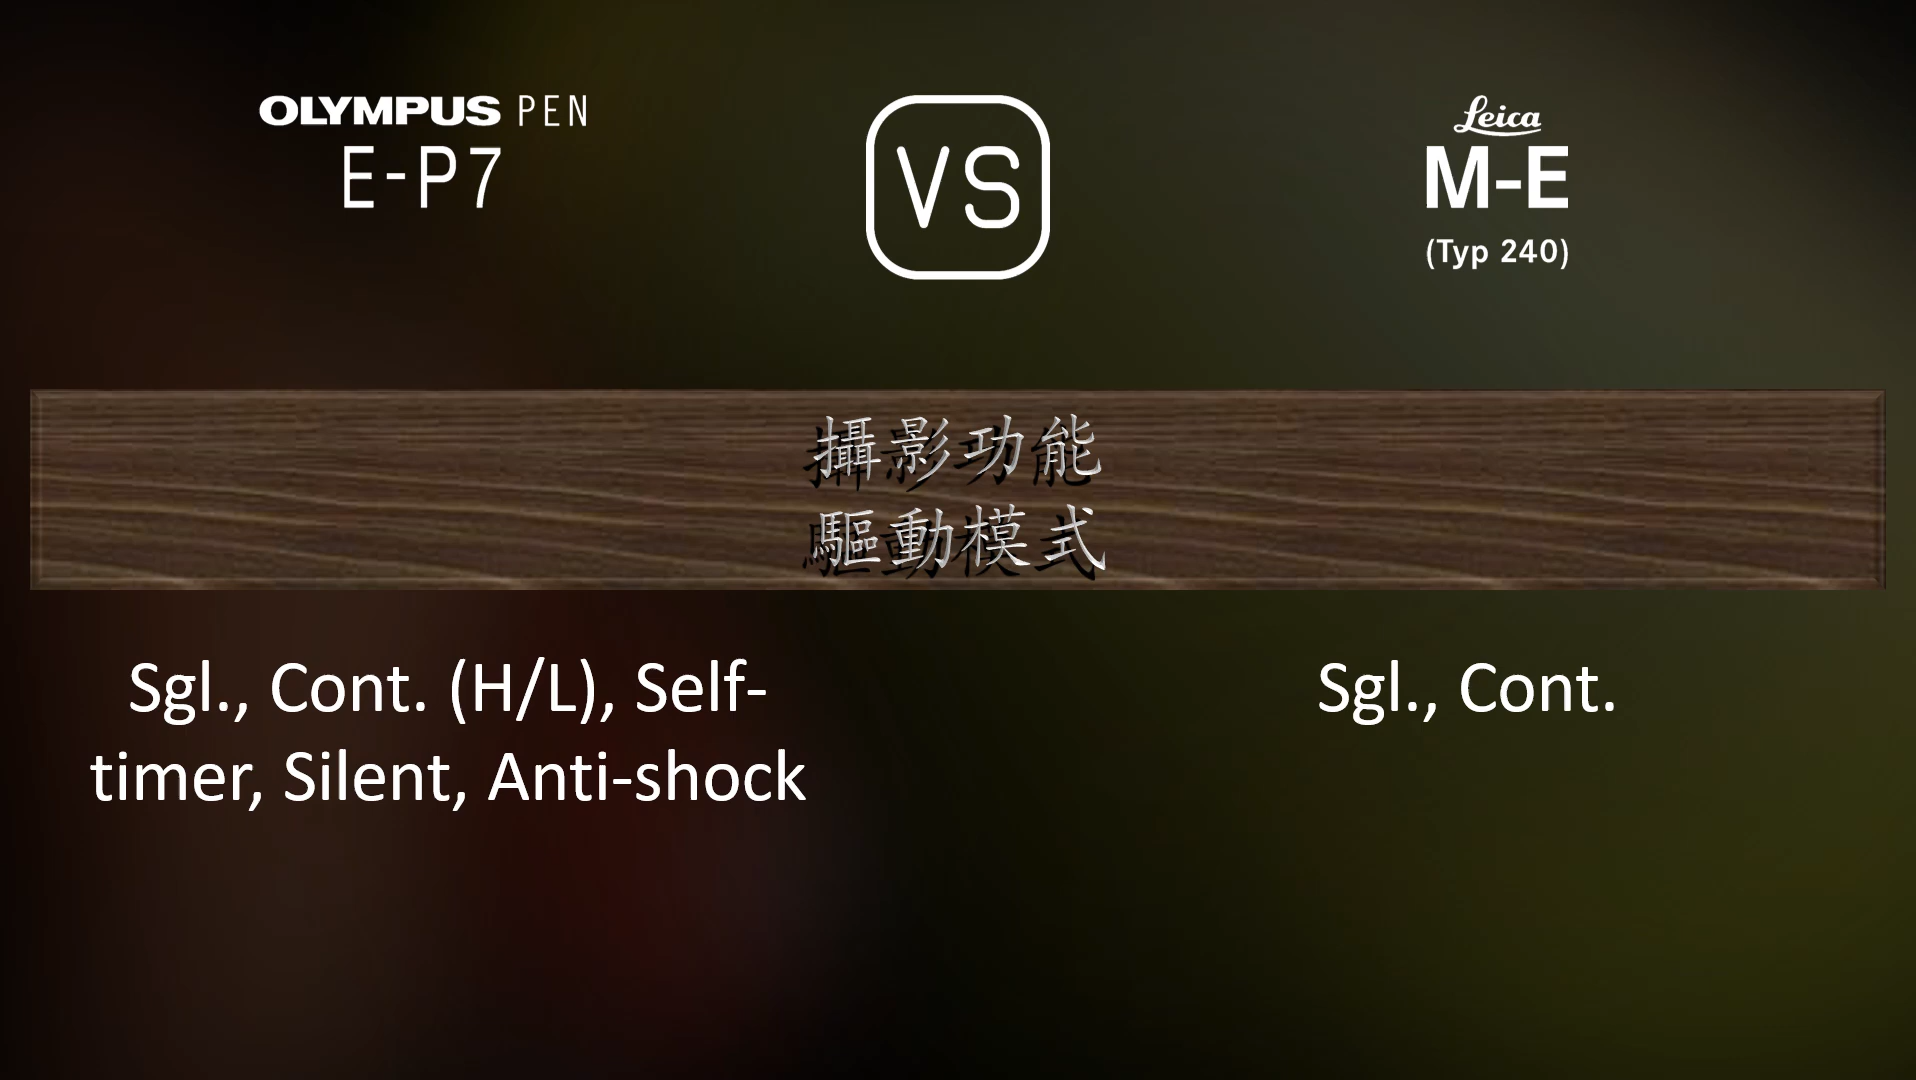 OLYMPUS PEN
E-P7
VS
Leica
M-E
(Typ 240)
攝影功能
驅動模式
Sgl., Cont. (H/L), Self-
timer, Silent, Anti-shock
Sgl., Cont.